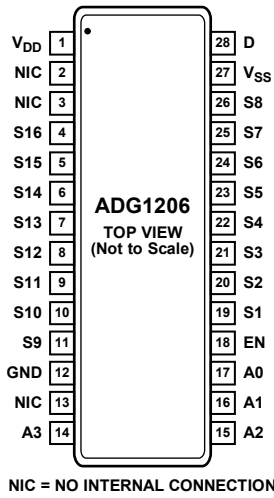 VDD 1 28 D
NIC 2 27 VSS
NIC 3 26 S8
S16 4 25 S7
S15 5 24 S6
S14 6 23 S5
S13 7 22 S4
S12 8 21 S3
S11 9 20 S2
S10 10 19 S1
S9 11 18 EN
GND 12 17 A0
NIC 13 16 A1
A3 14 15 A2
ADG1206
TOP VIEW
(Not to Scale)
NIC = NO INTERNAL CONNECTION